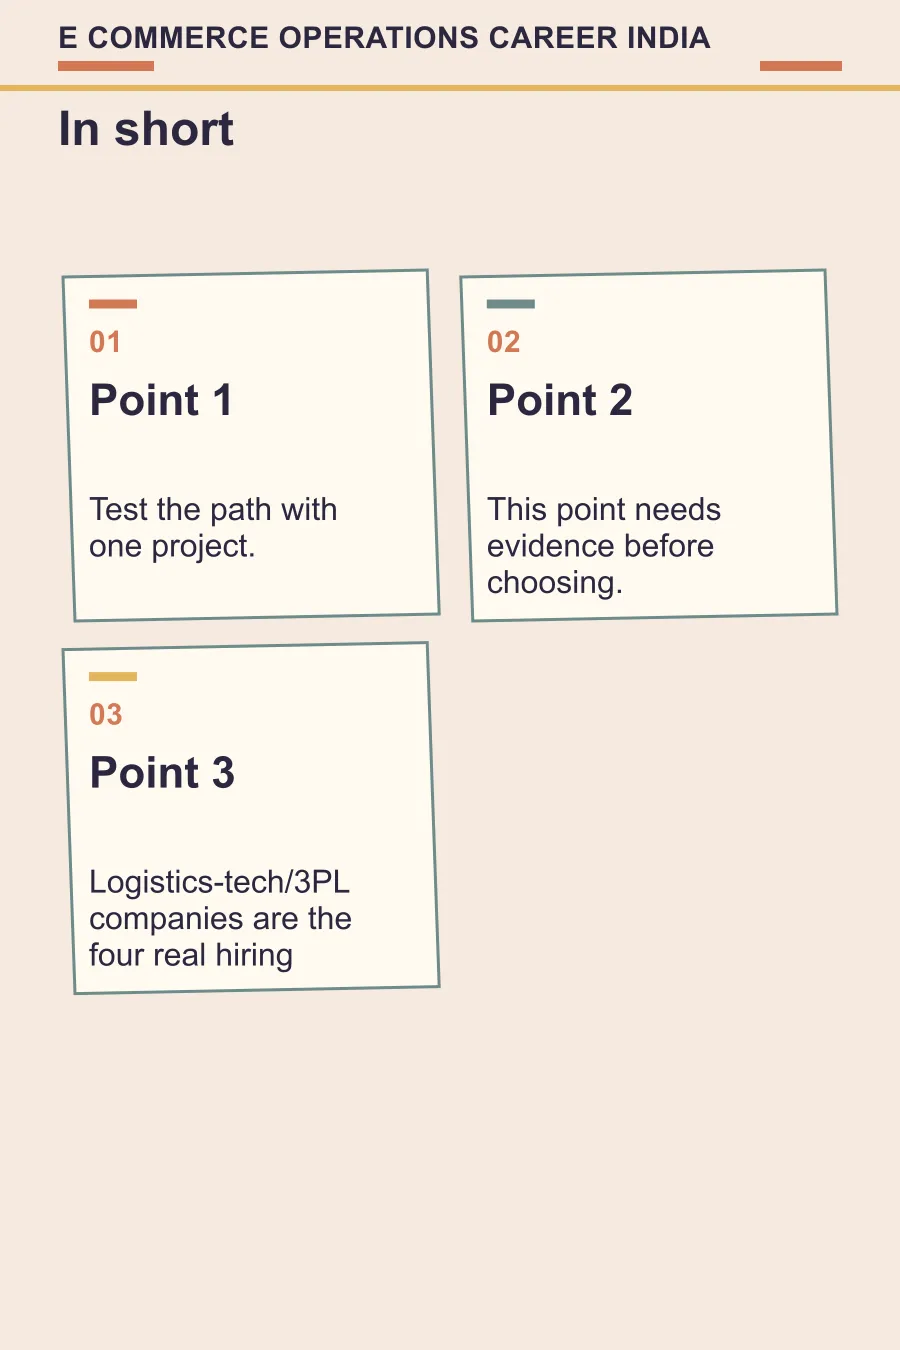 E COMMERCE OPERATIONS CAREER INDIA
In short
01
Point 1
Test the path with
one project.
02
Point 2
This point needs
evidence before
choosing.
03
Point 3
Logistics-tech/3PL
companies are the
four real hiring